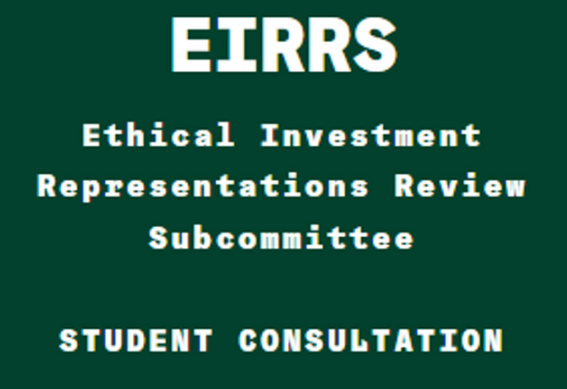 EIRRS
Ethical Investment
Representations Review
Subcommittee
STUDENT CONSULTATION